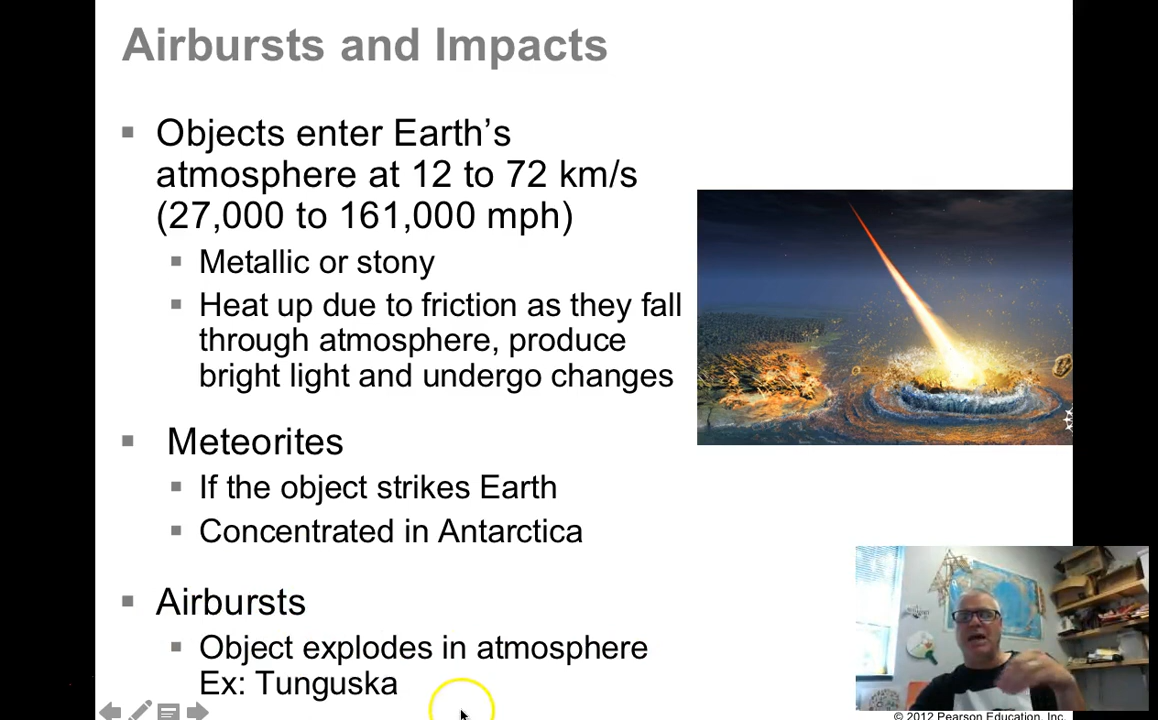 Airbursts and Impacts
Objects enter Earth’s
atmosphere at 12 to 72 km/s
(27,000 to 161,000 mph)
Metallic or stony
Heat up due to friction as they fall
through atmosphere, produce
bright light and undergo changes
Meteorites
If the object strikes Earth
Concentrated in Antarctica
Airbursts
Object explodes in atmosphere
Ex: Tunguska
© 2012 Pearson Education, Inc.